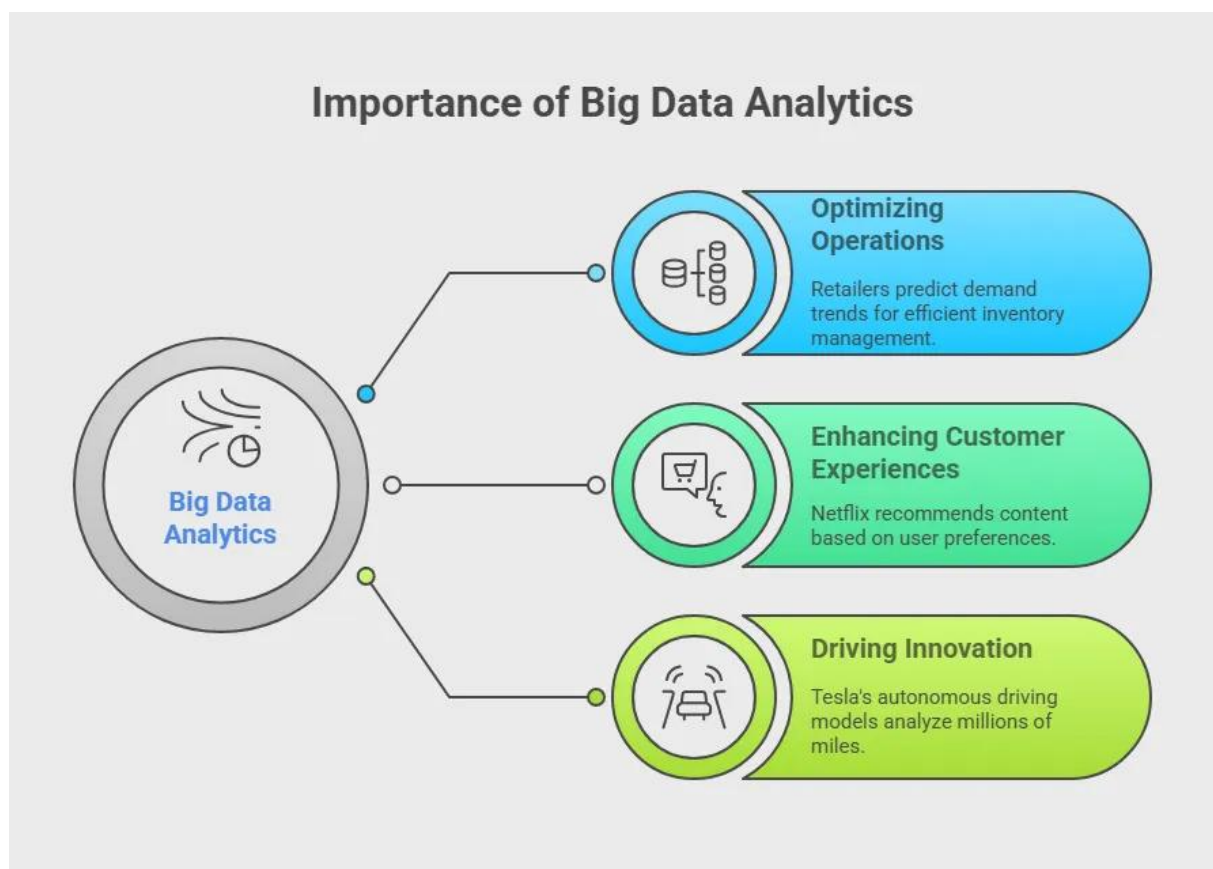 Importance of Big Data Analytics
Big Data
Analytics
Optimizing
Operations
Retailers predict demand
trends for efficient inventory
management.
Enhancing Customer
Experiences
Netflix recommends content
based on user preferences.
Driving Innovation
Tesla's autonomous driving
models analyze millions of
miles.